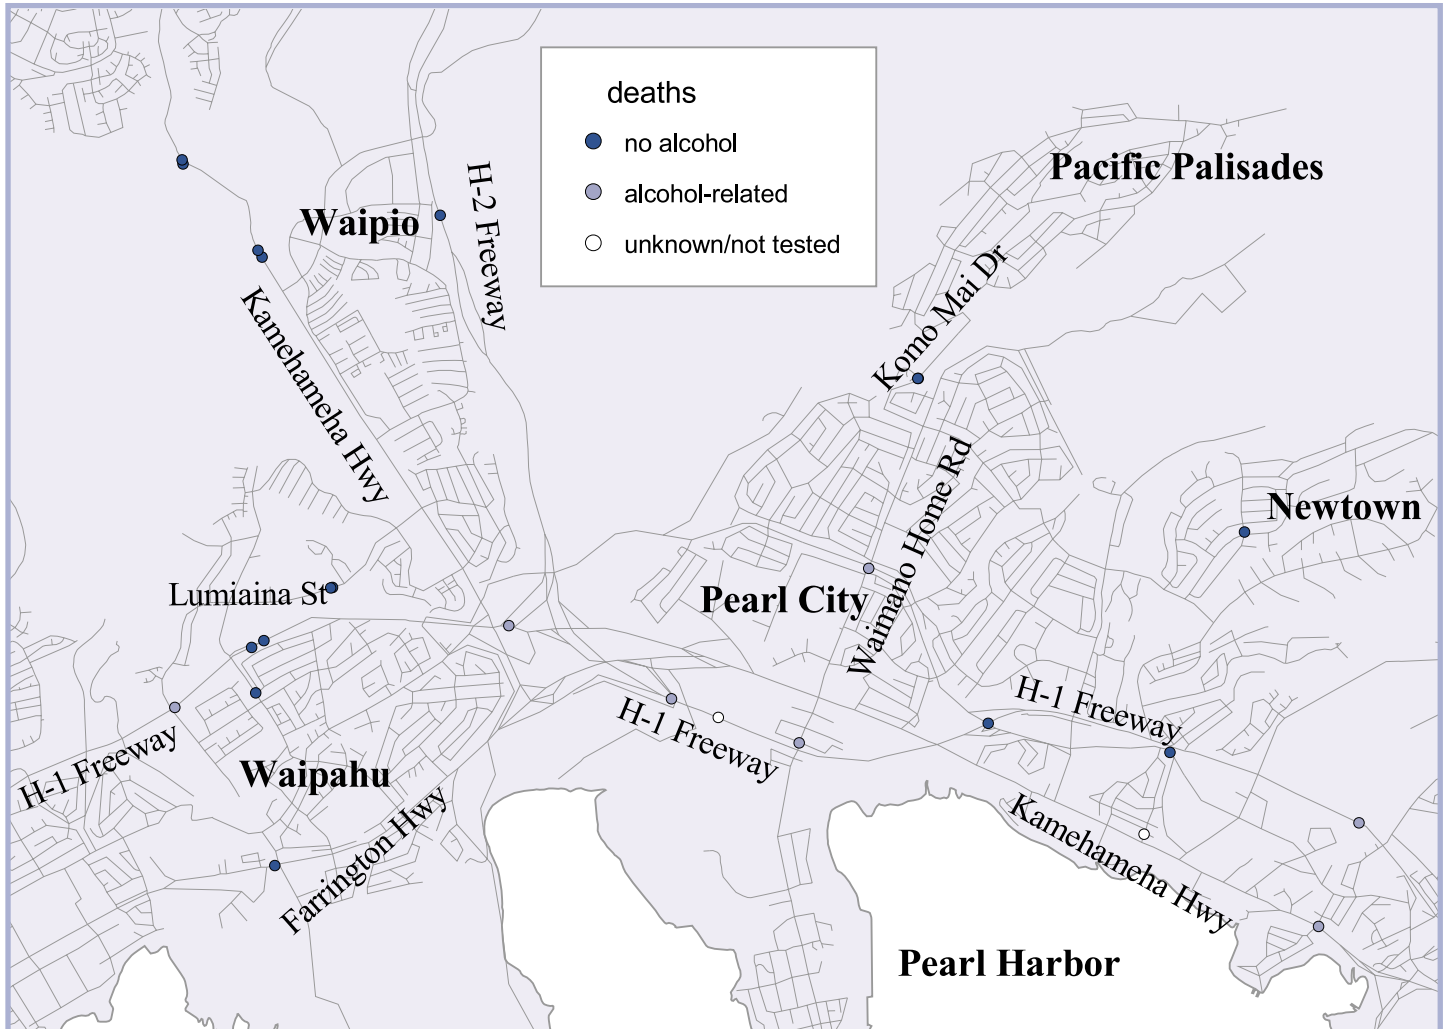 deaths
no alcohol
alcohol-related
unknown/not tested
Pacific Palisades
Waipio
H-2 Freeway
Komo Mai Dr
Kamehameha Hwy
Waimano Home Rd
Newtown
Lumiaina St
Pearl City
H-1 Freeway
H-1 Freeway
H-1 Freeway
Waipahu
Farrington Hwy
Kamehameha Hwy
Pearl Harbor